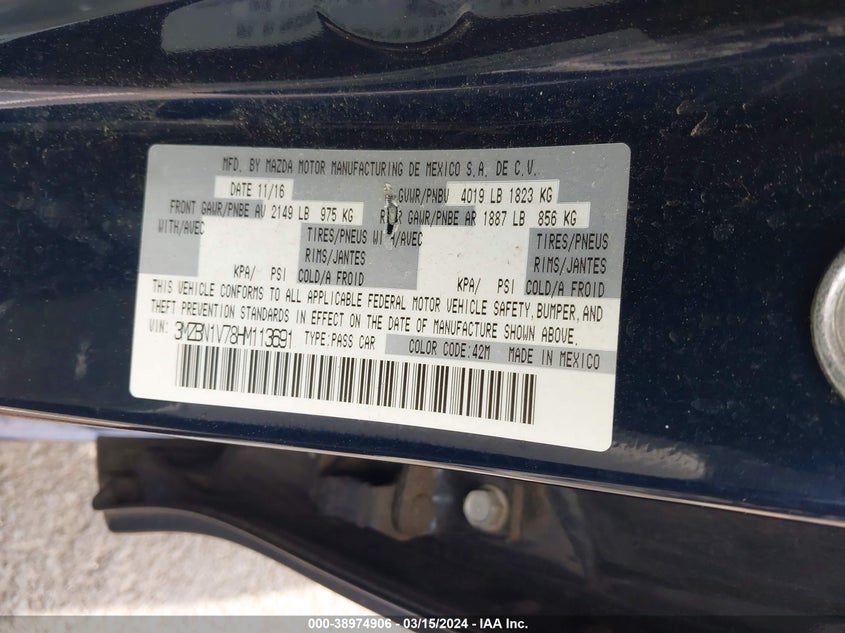 MFD. BY MAZDA MOTOR MANUFACTURING DE MEXICO S.A. DE C.V.
DATE 11/16 GVWR/PNBV 4019 LB 1823 KG
FRONT GAWR/PNBE AV 2149 LB 975 KG R R GAWR/PNBE AR 1887 LB 856 KG
WITH/AVEC TIRES/PNEUS WI /AVEC TIRES/PNEUS
RIMS/JANTES RIMS/JANTES
KPA/ PSI COLD/A FROID KPA/ PSI COLD/A FROID
THIS VEHICLE CONFORMS TO ALL APPLICABLE FEDERAL MOTOR VEHICLE SAFETY, BUMPER, AND
THEFT PREVENTION STANDARDS IN EFFECT ON THE DATE OF MANUFACTURE SHOWN ABOVE.
VIN: 3MZBN1V78HM113691 TYPE:PASS CAR COLOR CODE:42M MADE IN MEXICO
000-38974906 - 03/15/2024 - IAA Inc.